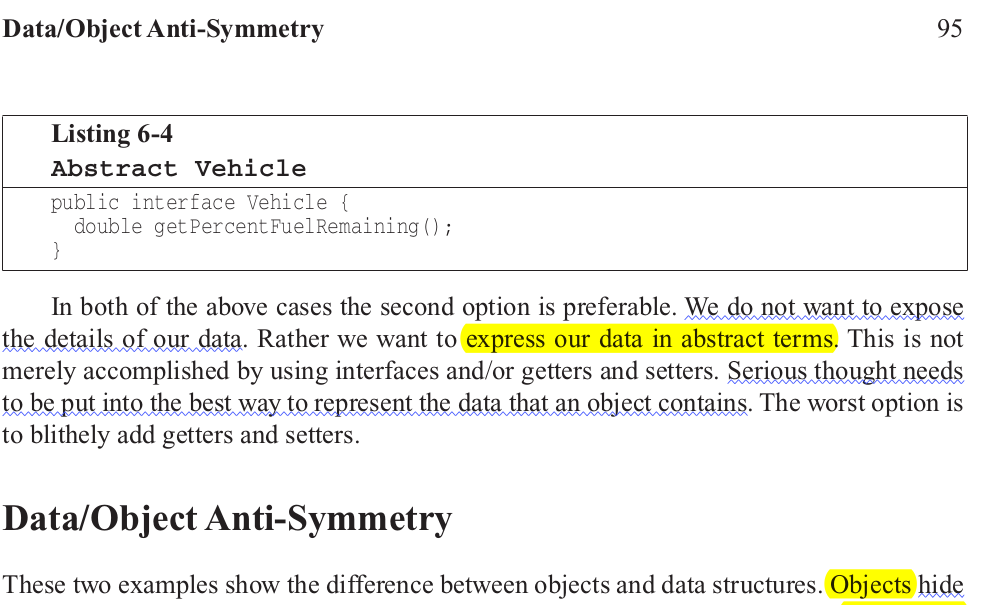 Data/Object Anti-Symmetry 95
Listing 6-4
Abstract Vehicle
public interface Vehicle {
  double getPercentFuelRemaining();
}
In both of the above cases the second option is preferable. We do not want to expose
the details of our data. Rather we want to express our data in abstract terms. This is not
merely accomplished by using interfaces and/or getters and setters. Serious thought needs
to be put into the best way to represent the data that an object contains. The worst option is
to blithely add getters and setters.
Data/Object Anti-Symmetry
These two examples show the difference between objects and data structures. Objects hide